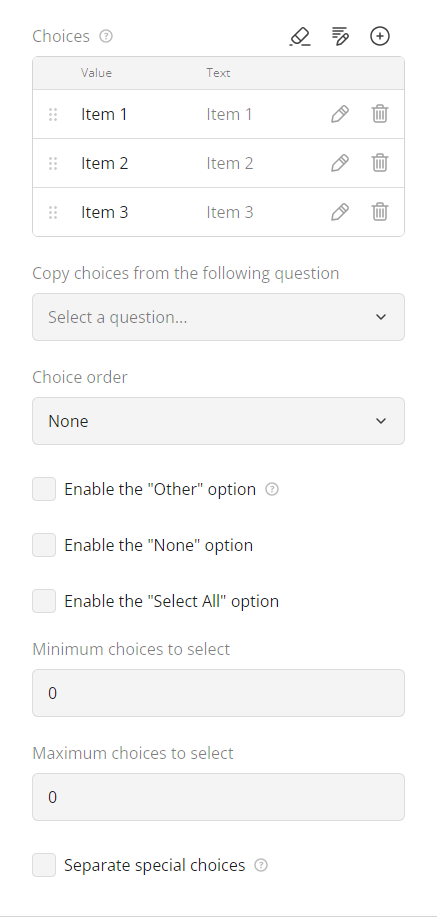 Choices
Value Text
Item 1 Item 1
Item 2 Item 2
Item 3 Item 3
Copy choices from the following question
Select a question...
Choice order
None
Enable the "Other" option
Enable the "None" option
Enable the "Select All" option
Minimum choices to select
0
Maximum choices to select
0
Separate special choices